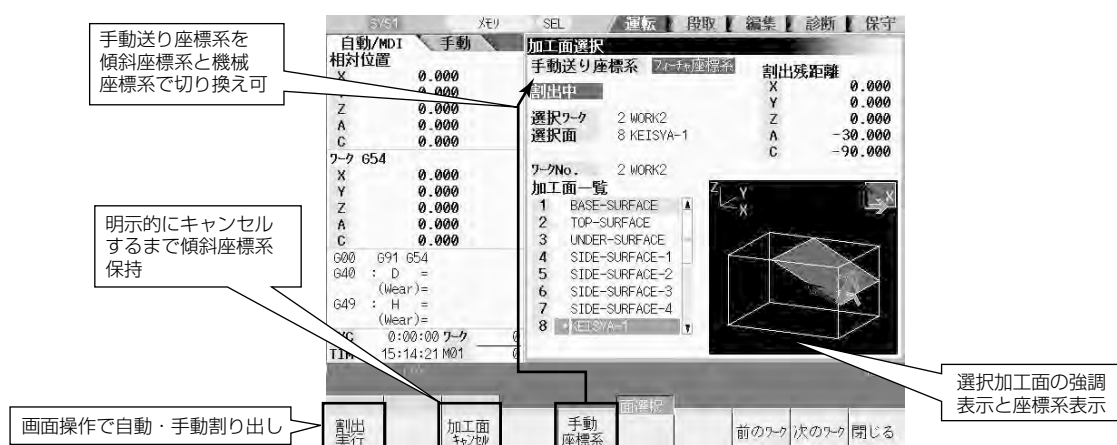 手動送り座標系を
傾斜座標系と機械
座標系で切り換え可
明示的にキャンセル
するまで傾斜座標系
保持
画面操作で自動・手動割り出し
選択加工面の強調
表示と座標系表示
SYS1 メモリ SEL 運転 段取 編集 診断 保守
自動/MDI 手動
相対位置
X 0.000
0.000
Z 0.000
A 0.000
C 0.000
ワーク G54
X 0.000
Y 0.000
Z 0.000
A 0.000
C 0.000
G00 G91 G54
G40 : D =
(Wear)=
G49 : H =
(Wear)=
0:00:00 ワーク 0
TIM 15:14:21 M01 0
加工面選択
手動送り座標系 フィーチャ座標系
割出中
選択ワーク 2 WORK2
選択面 8 KEISYA-1
割出残距離
X 0.000
Y 0.000
Z 0.000
A -30.000
C -90.000
ワークNo. 2 WORK2
加工面一覧
1 BASE-SURFACE
2 TOP-SURFACE
3 UNDER-SURFACE
4 SIDE-SURFACE-1
5 SIDE-SURFACE-2
6 SIDE-SURFACE-3
7 SIDE-SURFACE-4
8 *KEISYA-1
Z Y X
X
面選択
割出
実行
加工面
キャンセル
手動
座標系
前のワーク 次のワーク 閉じる